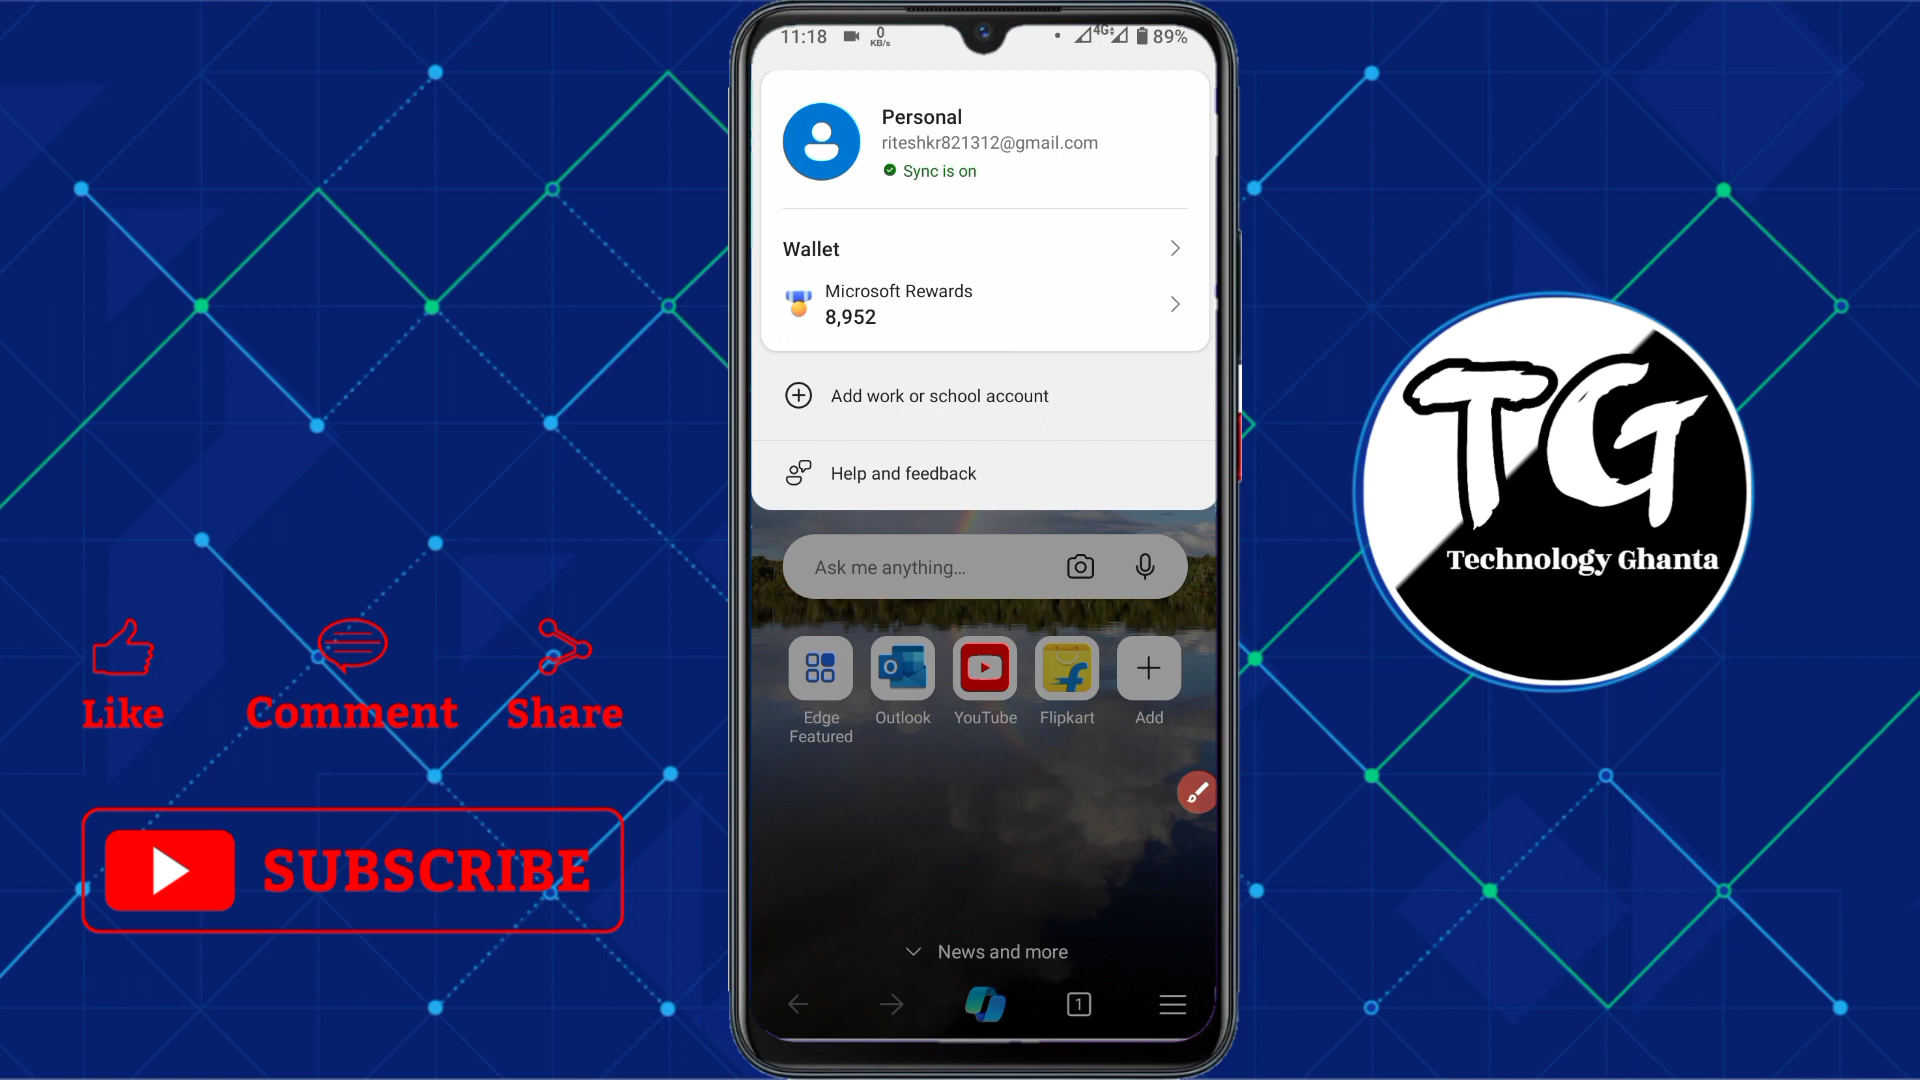 11:18
0
KB/s
4G
89%
Personal
riteshkr821312@gmail.com
Sync is on
Wallet
Microsoft Rewards
8,952
Add work or school account
Help and feedback
Ask me anything...
Edge
Featured
Outlook
YouTube
Flipkart
Add
News and more
1
Like
Comment
Share
SUBSCRIBE
TG
Technology Ghanta